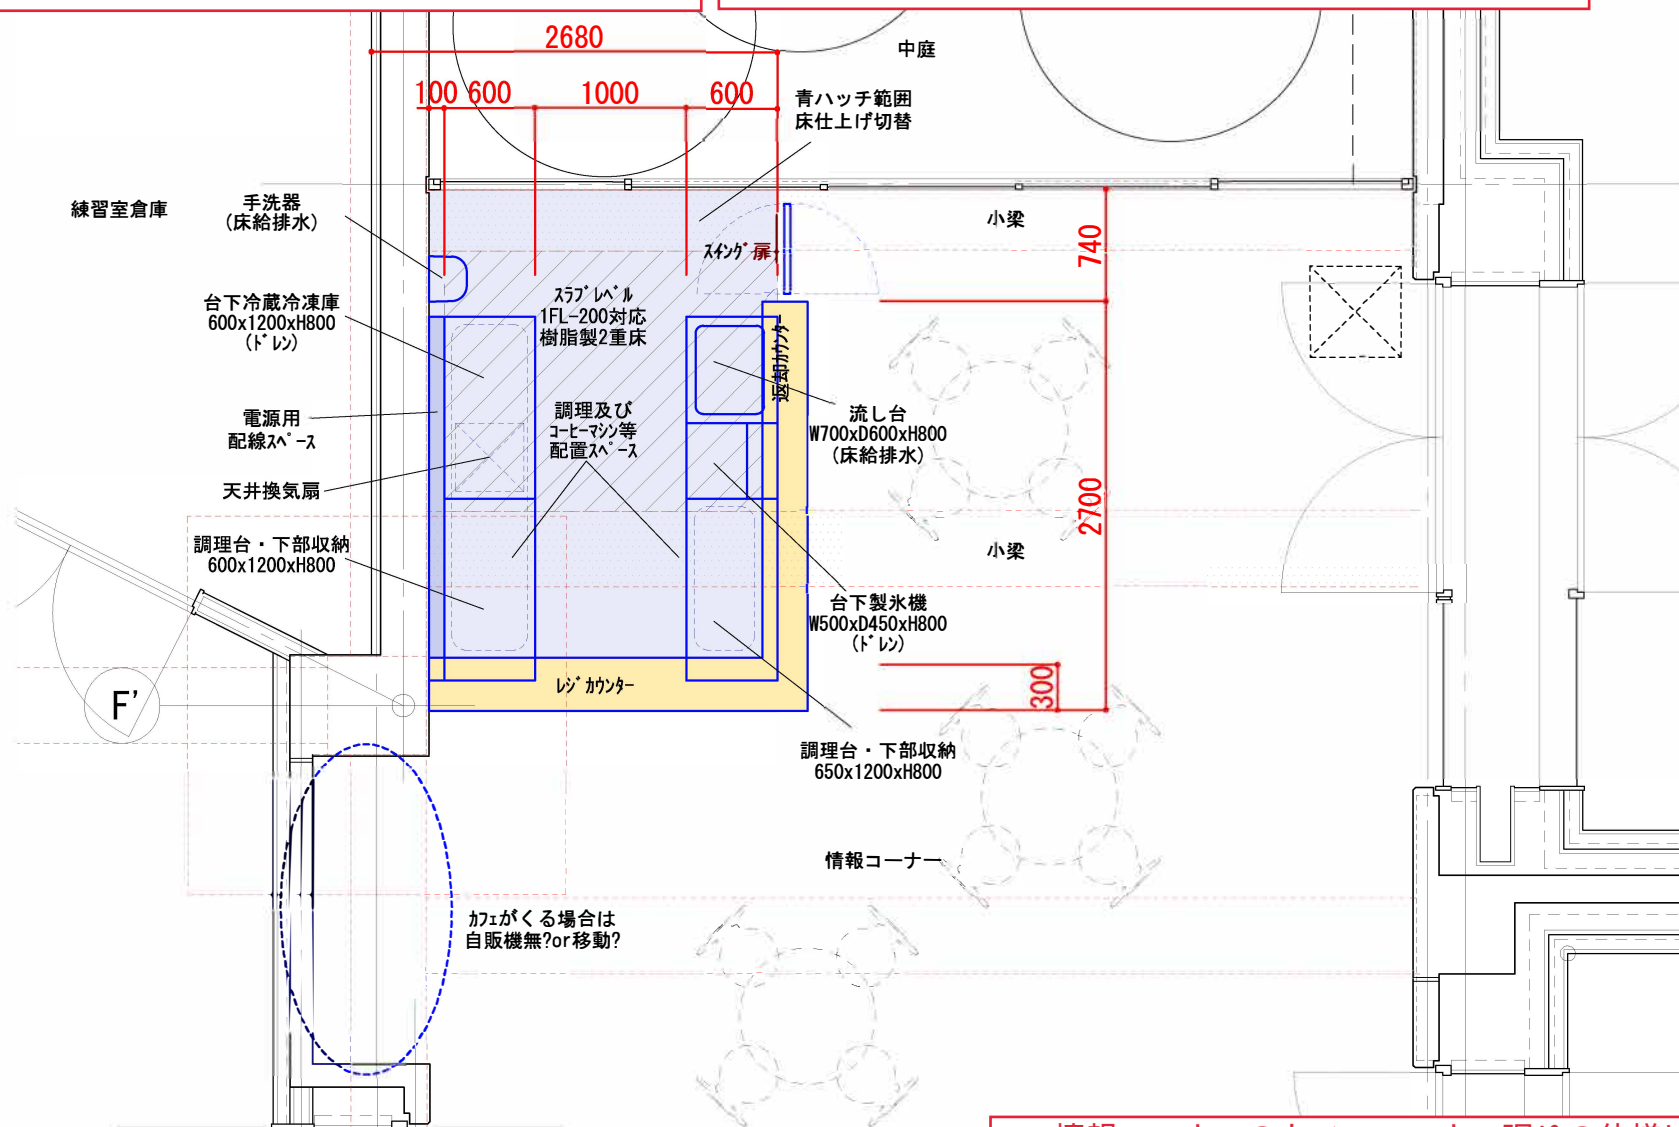 2680
中庭
100 600 1000 600
青ハッチ範囲
床仕上げ切替
練習室倉庫
手洗器
(床給排水)
小梁
740
ｽｲﾝｸﾞ扉
台下冷蔵冷凍庫
600x1200xH800
(ﾄﾞﾚﾝ)
ｽﾗﾌﾞﾚﾍﾞﾙ
1FL-200対応
樹脂製2重床
返却ｶｳﾝﾀｰ
電源用
配線ｽﾍﾟｰｽ
調理及び
ｺｰﾋｰﾏｼﾝ等
配置ｽﾍﾟｰｽ
流し台
W700xD600xH800
(床給排水)
天井換気扇
2700
調理台・下部収納
600x1200xH800
小梁
台下製氷機
W500xD450xH800
(ﾄﾞﾚﾝ)
ﾚｼﾞｶｳﾝﾀｰ
300
F'
調理台・下部収納
650x1200xH800
情報コーナー
ｶﾌｪがくる場合は
自販機無?or移動?